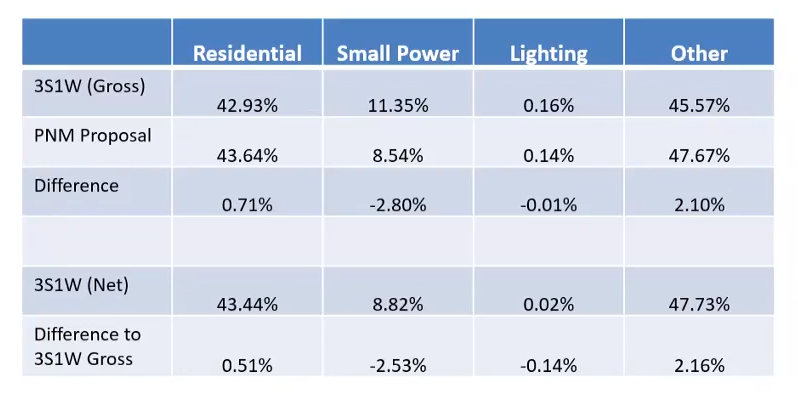 Residential Small Power Lighting Other
3S1W (Gross) 42.93% 11.35% 0.16% 45.57%
PNM Proposal 43.64% 8.54% 0.14% 47.67%
Difference 0.71% -2.80% -0.01% 2.10%
3S1W (Net) 43.44% 8.82% 0.02% 47.73%
Difference to
3S1W Gross 0.51% -2.53% -0.14% 2.16%